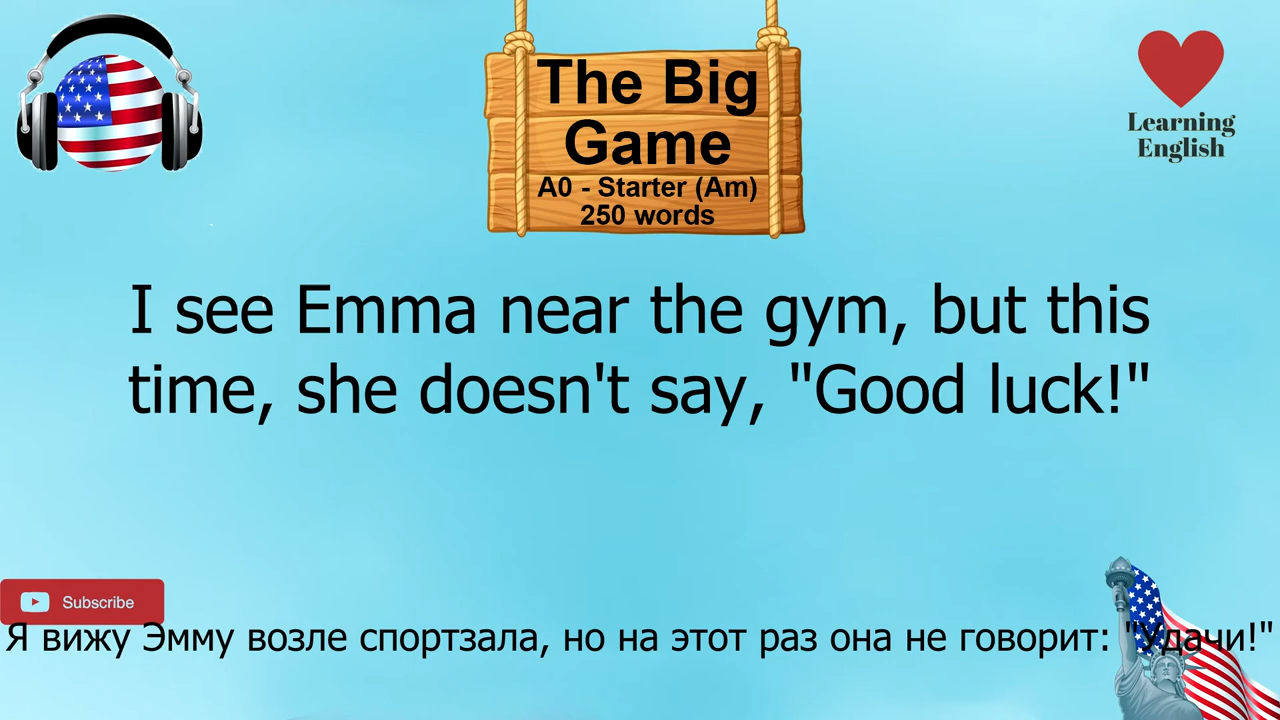 The Big
Game
A0 - Starter (Am)
250 words
Learning
English
I see Emma near the gym, but this
time, she doesn't say, "Good luck!"
Subscribe
Я вижу Эмму возле спортзала, но на этот раз она не говорит: "Удачи!"